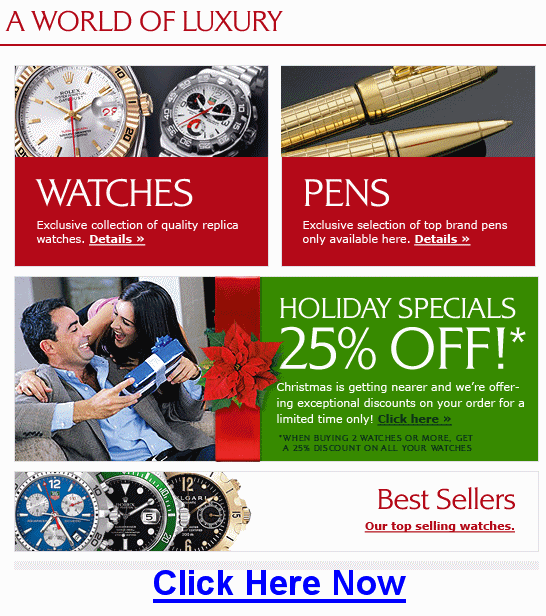 A WORLD OF LUXURY
ROLEX
WATCHES
Exclusive collection of quality replica
watches. Details »
PENS
Exclusive selection of top brand pens
only available here. Details »
HOLIDAY SPECIALS
25% OFF!*
Christmas is getting nearer and we're offer-
ing exceptional discounts on your order for a
limited time only! Click here »
*WHEN BUYING 2 WATCHES OR MORE, GET
A 25% DISCOUNT ON ALL YOUR WATCHES
Best Sellers
Our top selling watches.
Click Here Now